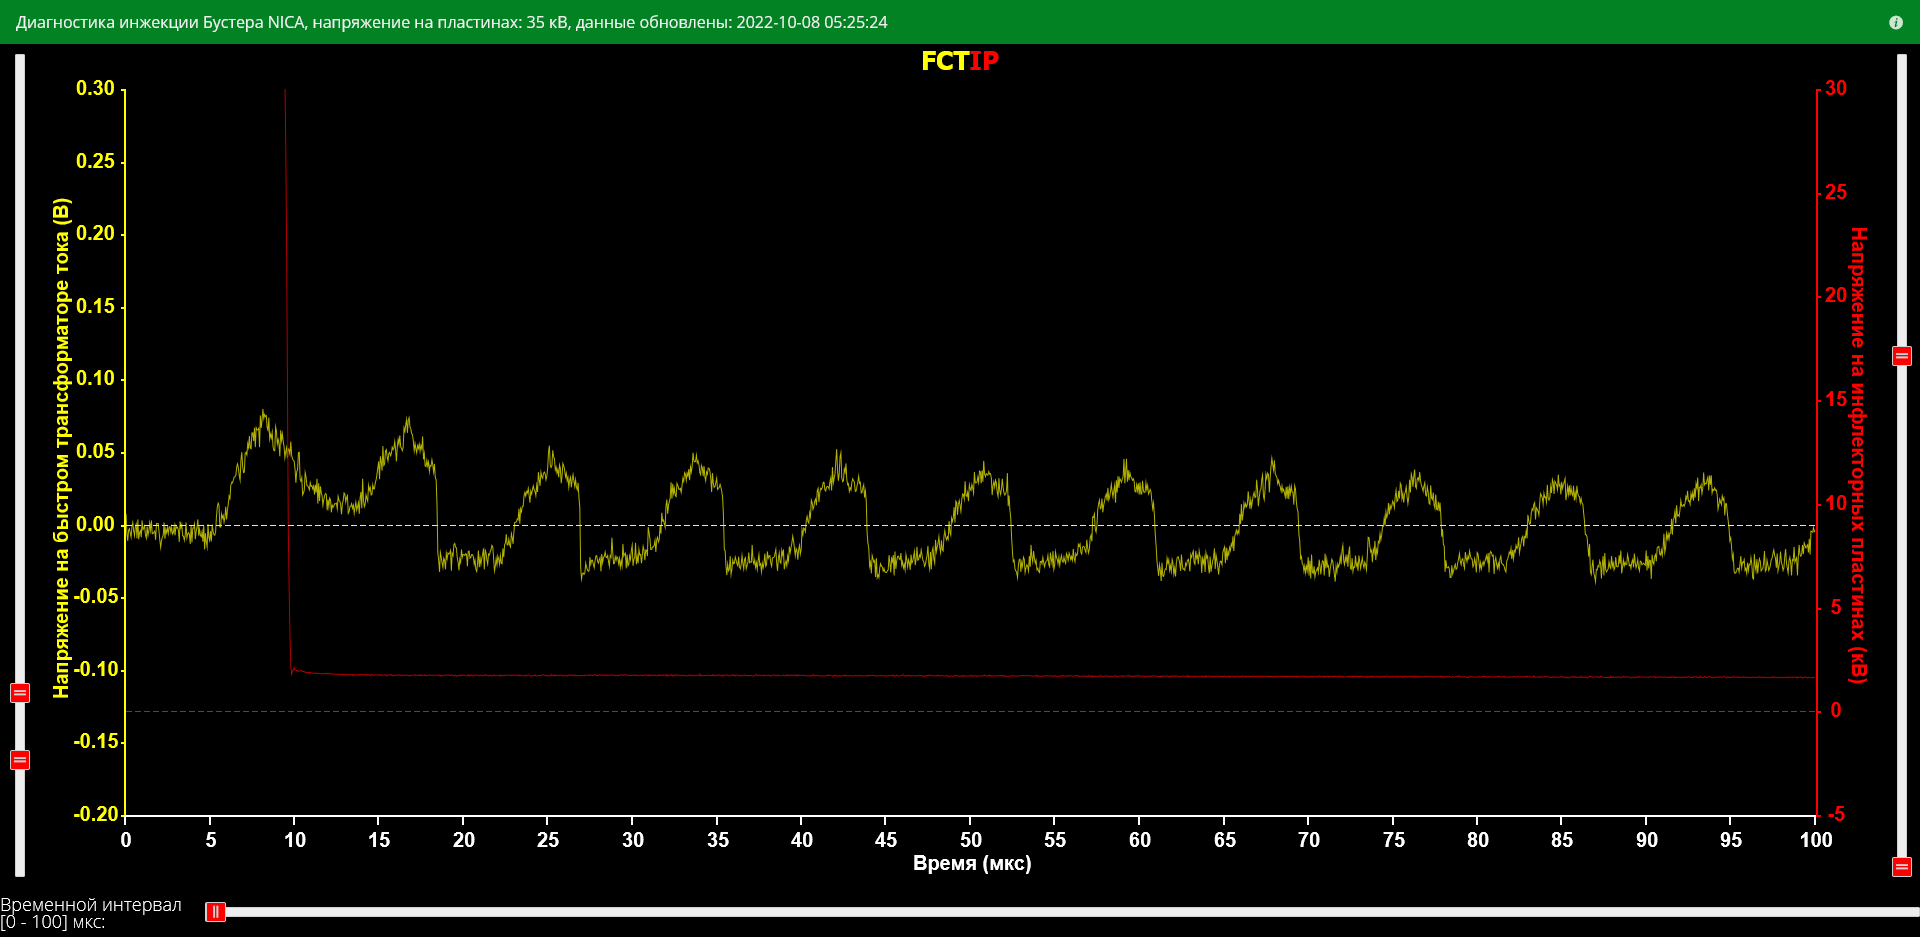 Диагностика инжекции Бустера NICA, напряжение на пластинах: 35 кВ, данные обновлены: 2022-10-08 05:25:24
FCTIP
Напряжение на быстром трансформаторе тока (В)
0.30
0.25
0.20
0.15
0.10
0.05
0.00
-0.05
-0.10
-0.15
-0.20
30
25
20
15
10
5
0
-5
Напряжение на инфлекторных пластинах (кВ)
0 5 10 15 20 25 30 35 40 45 50 55 60 65 70 75 80 85 90 95 100
Время (мкс)
Временной интервал
[0 - 100] мкс: